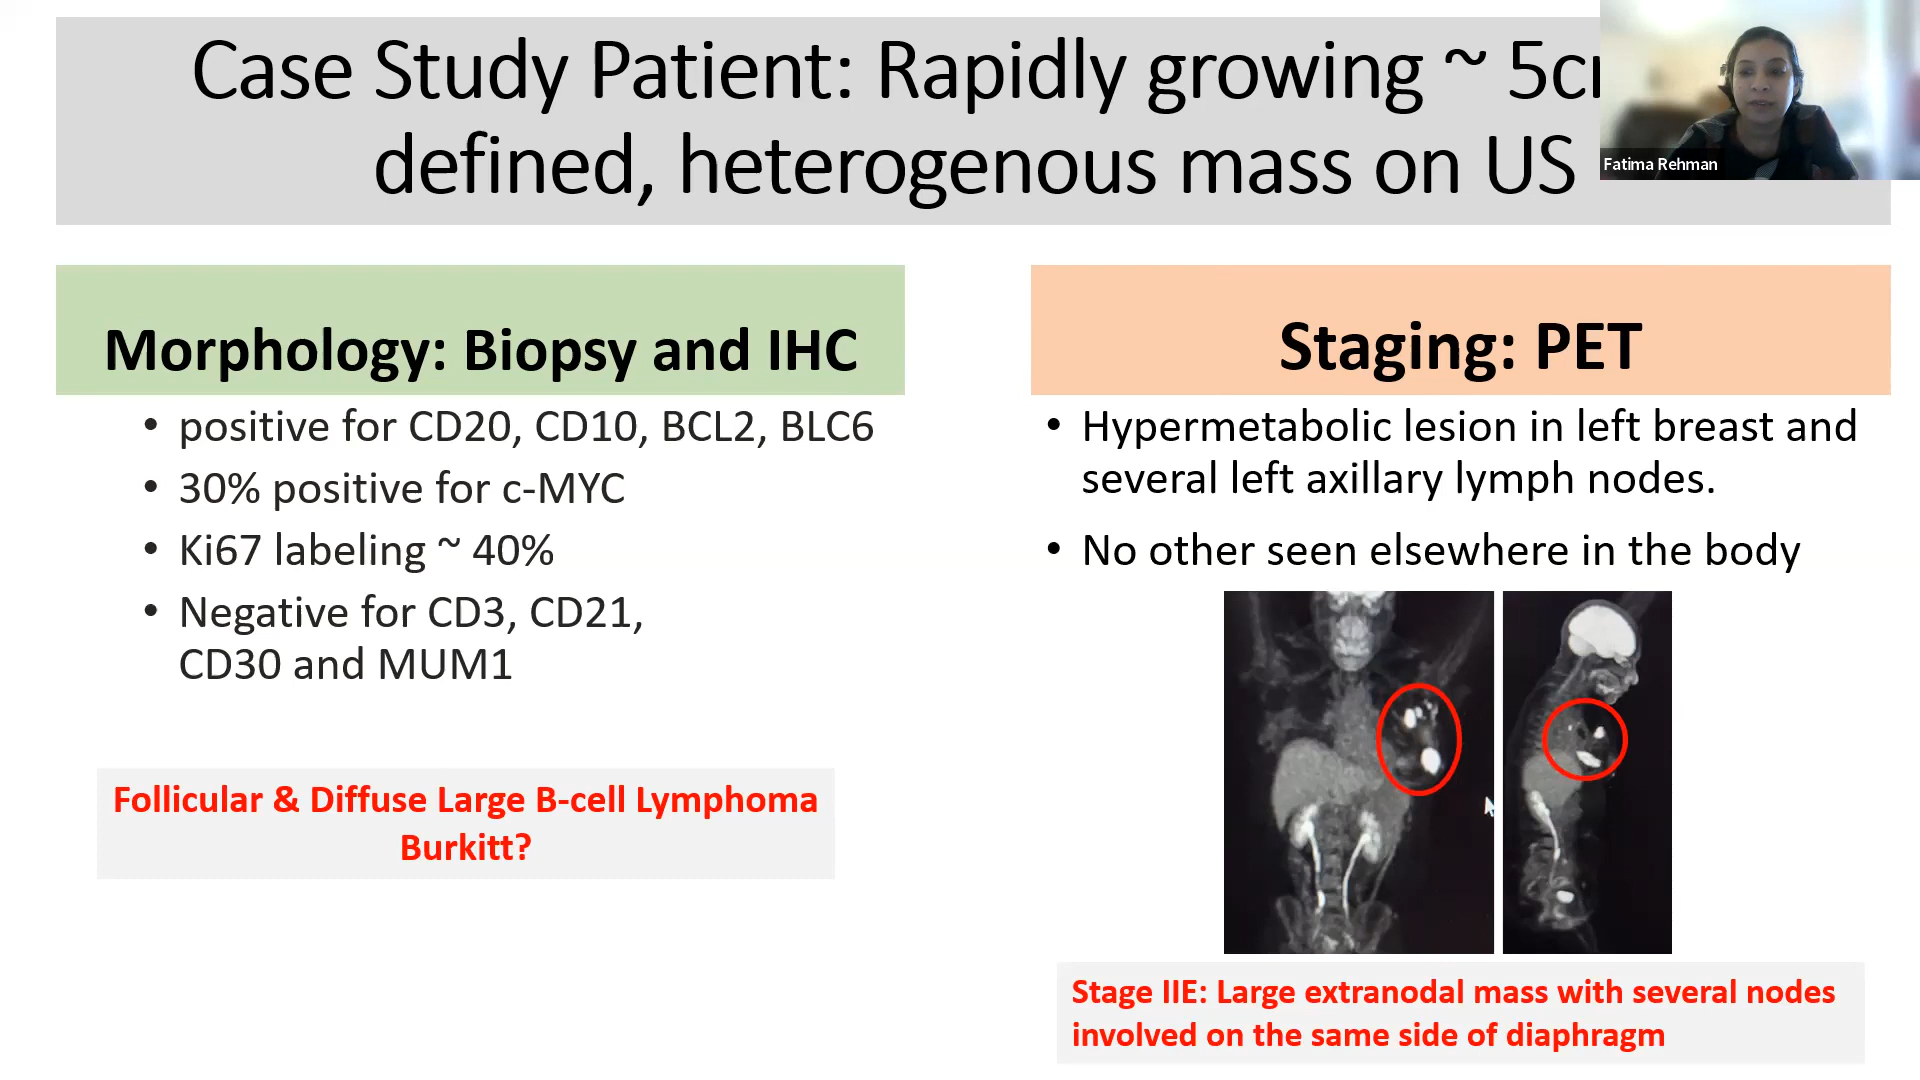 Case Study Patient: Rapidly growing ~
defined, heterogenous mass on US
Fatima Rehman
Morphology: Biopsy and IHC
• positive for CD20, CD10, BCL2, BLC6
• 30% positive for c-MYC
• Ki67 labeling ~ 40%
• Negative for CD3, CD21,
CD30 and MUM1
Follicular & Diffuse Large B-cell Lymphoma
Burkitt?
Staging: PET
• Hypermetabolic lesion in left breast and
several left axillary lymph nodes.
• No other seen elsewhere in the body
Stage IIE: Large extranodal mass with several nodes
involved on the same side of diaphragm